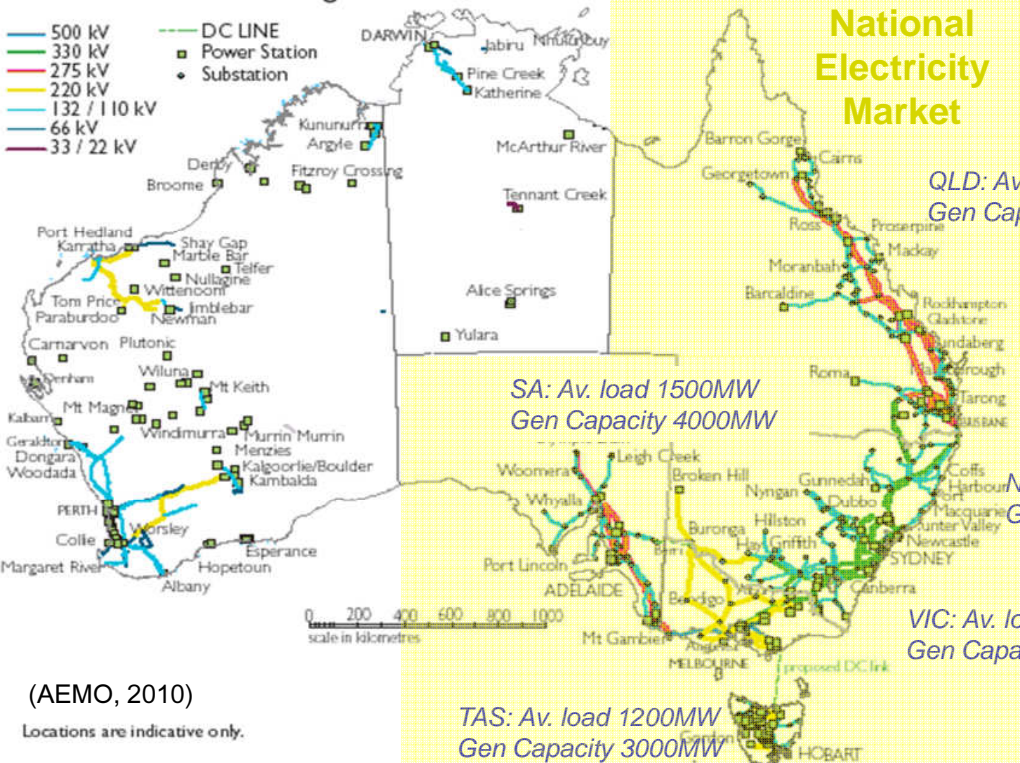 500 kV
330 kV
275 kV
220 kV
132 / 110 kV
66 kV
33 / 22 kV
DC LINE
Power Station
Substation
National
Electricity
Market
DARWIN
Jabiru
Nhulunbuy
Pine Creek
Katherine
McArthur River
Tennant Creek
Alice Springs
Yulara
Kununurra
Argyle
Derby
Broome
Fitzroy Crossing
Port Hedland
Karratha
Shay Gap
Marble Bar
Telfer
Nullagine
Wittenoom
Tom Price
Paraburdoo
Jimblebar
Newman
Carnarvon
Plutonic
Denham
Wiluna
Mt Keith
Kalbarri
Mt Magnet
Windimurra
Murrin Murrin
Geraldton
Dongara
Woodada
Menzies
Kalgoorlie/Boulder
Kambalda
PERTH
Worsley
Collie
Margaret River
Albany
Hopetoun
Esperance
Barron Gorge
Cairns
Georgetown
QLD: Av
Gen Cap
Ross
Proserpine
Mackay
Moranbah
Barcaldine
Rockhampton
Gladstone
Roma
Tarong
BRISBANE
SA: Av. load 1500MW
Gen Capacity 4000MW
Leigh Creek
Woomera
Broken Hill
Whyalla
Port Lincoln
ADELAIDE
Mt Gambier
Buronga
Berri
Bendigo
Hay
Griffith
Hillston
Nyngan
Gunnedah
Dubbo
Coffs
Harbour
Port
Macquarie
Hunter Valley
Newcastle
SYDNEY
Canberra
N
G
VIC: Av. lo
Gen Capa
MELBOURNE
proposed DC link
TAS: Av. load 1200MW
Gen Capacity 3000MW
Gordon
HOBART
0 200 400 600 800 1000
scale in kilometres
(AEMO, 2010)
Locations are indicative only.